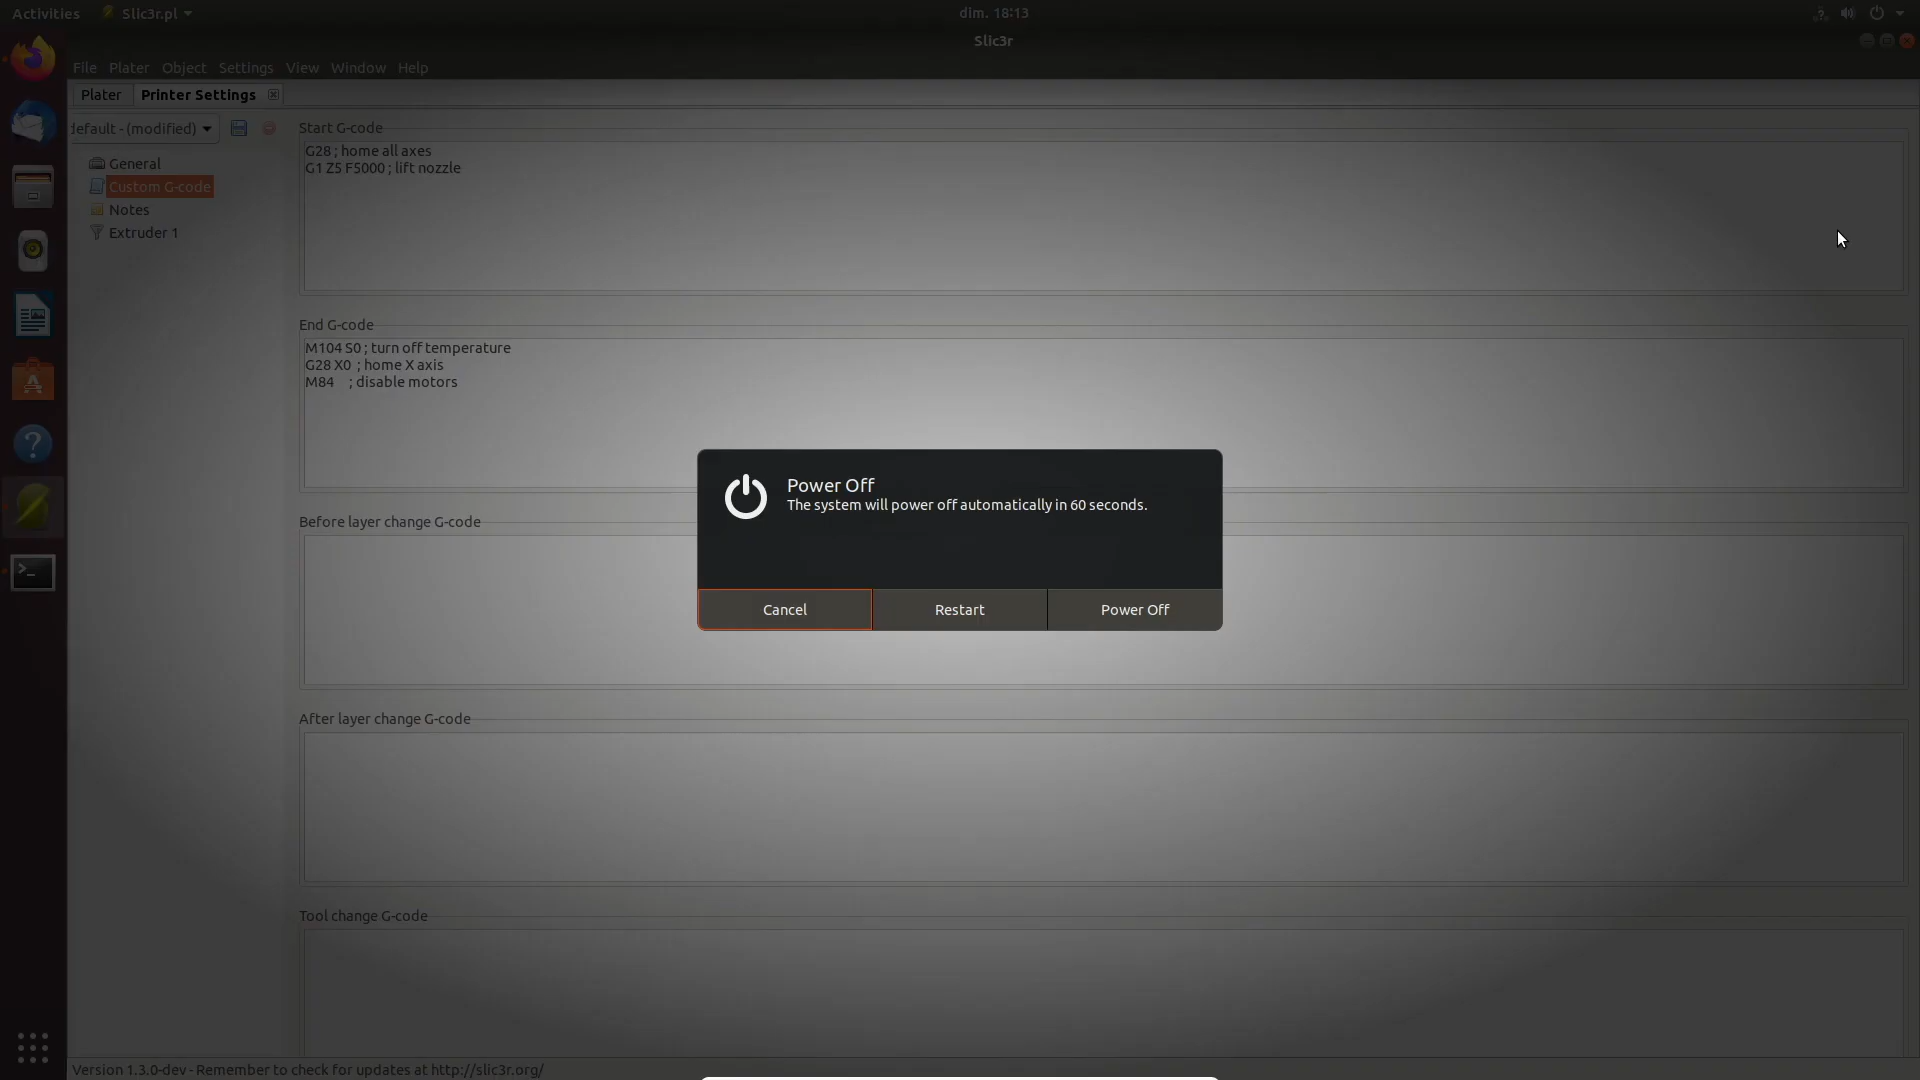 Activities
Slic3r.pl
dim. 18:13
Slic3r
File Plater Object Settings View Window Help
Plater
Printer Settings
default - (modified)
General
Custom G-code
Notes
Extruder 1
Start G-code
G28 ; home all axes
G1 Z5 F5000 ; lift nozzle
End G-code
M104 S0 ; turn off temperature
G28 X0 ; home X axis
M84 ; disable motors
Power Off
The system will power off automatically in 60 seconds.
Cancel
Restart
Power Off
Before layer change G-code
After layer change G-code
Tool change G-code
Version 1.3.0-dev - Remember to check for updates at http://slic3r.org/